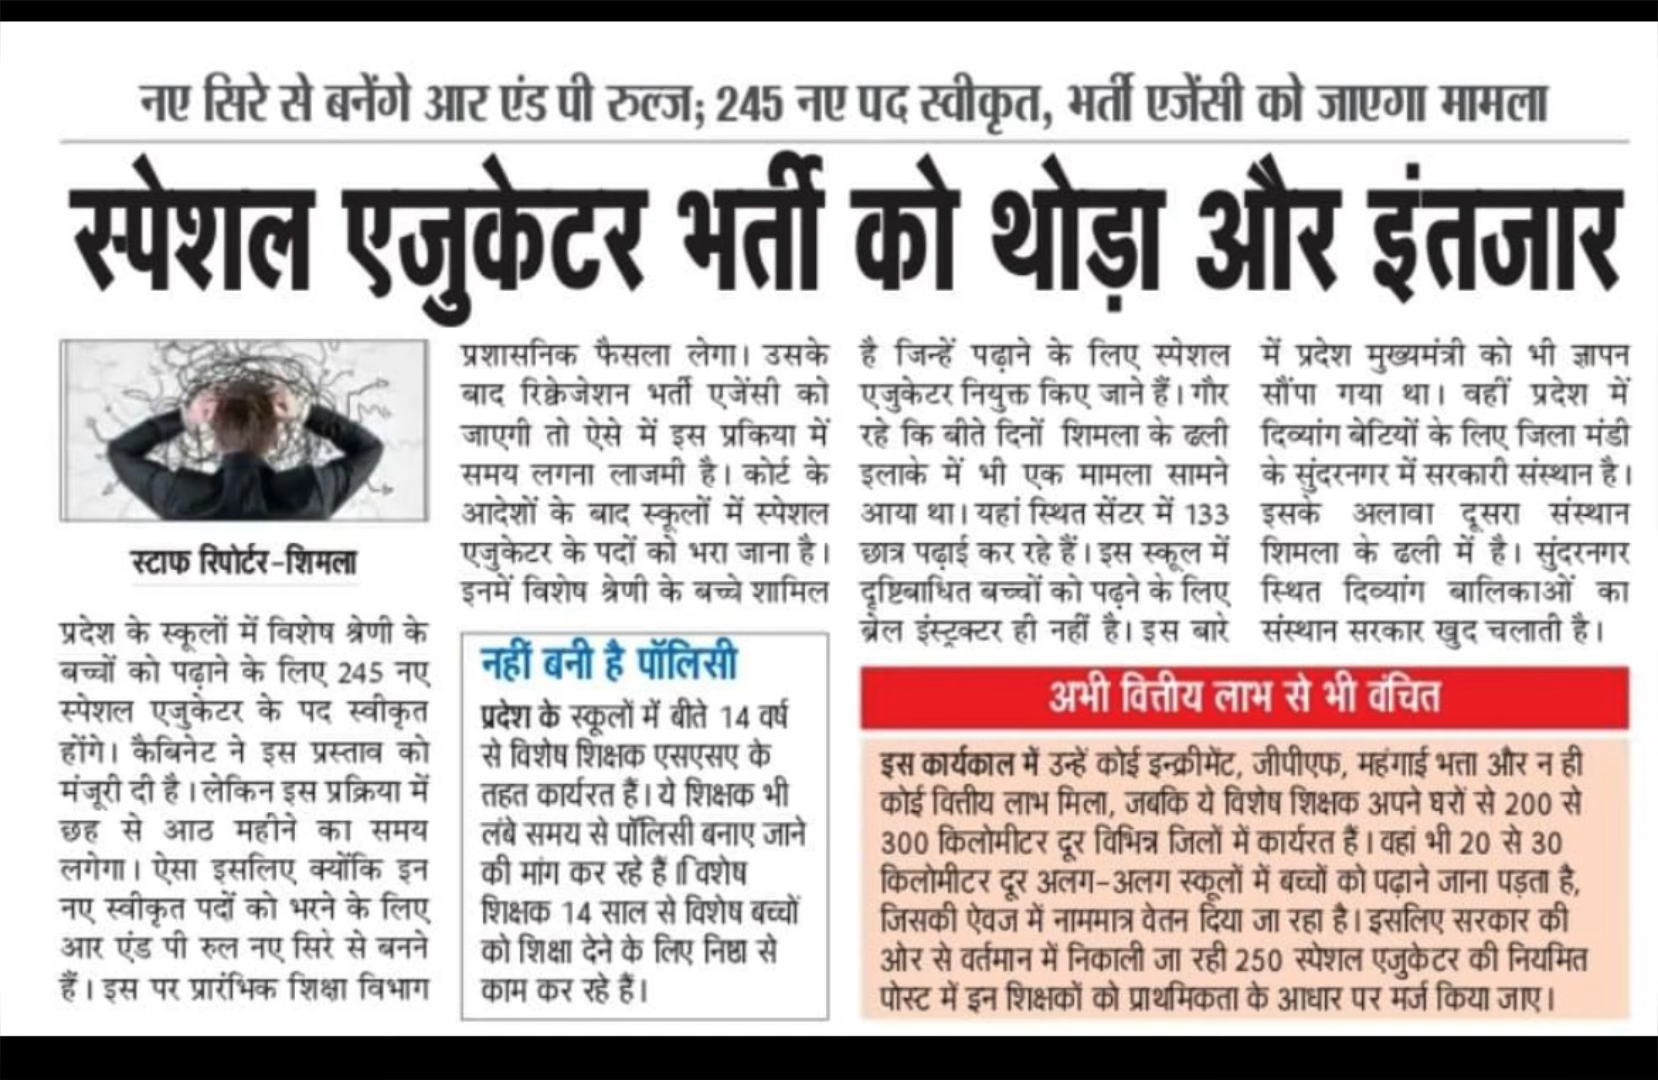 नए सिरे से बनेंगे आर एंड पी रुल्ज; 245 नए पद स्वीकृत, भर्ती एजेंसी को जाएगा मामला
स्पेशल एजुकेटर भर्ती को थोड़ा और इंतजार
स्टाफ रिपोर्टर-शिमला
प्रदेश के स्कूलों में विशेष श्रेणी के
बच्चों को पढ़ाने के लिए 245 नए
स्पेशल एजुकेटर के पद स्वीकृत
होंगे। कैबिनेट ने इस प्रस्ताव को
मंजूरी दी है। लेकिन इस प्रक्रिया में
छह से आठ महीने का समय
लगेगा। ऐसा इसलिए क्योंकि इन
नए स्वीकृत पदों को भरने के लिए
आर एंड पी रुल नए सिरे से बनने
हैं। इस पर प्रारंभिक शिक्षा विभाग
प्रशासनिक फैसला लेगा। उसके
बाद रिक्वेजेशन भर्ती एजेंसी को
जाएगी तो ऐसे में इस प्रकिया में
समय लगना लाजमी है। कोर्ट के
आदेशों के बाद स्कूलों में स्पेशल
एजुकेटर के पदों को भरा जाना है।
इनमें विशेष श्रेणी के बच्चे शामिल
नहीं बनी है पॉलिसी
प्रदेश के स्कूलों में बीते 14 वर्ष
से विशेष शिक्षक एसएसए के
तहत कार्यरत हैं। ये शिक्षक भी
लंबे समय से पॉलिसी बनाए जाने
की मांग कर रहे हैं। विशेष
शिक्षक 14 साल से विशेष बच्चों
को शिक्षा देने के लिए निष्ठा से
काम कर रहे हैं।
है जिन्हें पढ़ाने के लिए स्पेशल
एजुकेटर नियुक्त किए जाने हैं। गौर
रहे कि बीते दिनों शिमला के ढली
इलाके में भी एक मामला सामने
आया था। यहां स्थित सेंटर में 133
छात्र पढ़ाई कर रहे हैं। इस स्कूल में
दृष्टिबाधित बच्चों को पढ़ने के लिए
ब्रेल इंस्ट्रक्टर ही नहीं है। इस बारे
में प्रदेश मुख्यमंत्री को भी ज्ञापन
सौंपा गया था। वहीं प्रदेश में
दिव्यांग बेटियों के लिए जिला मंडी
के सुंदरनगर में सरकारी संस्थान है।
इसके अलावा दूसरा संस्थान
शिमला के ढली में है। सुंदरनगर
स्थित दिव्यांग बालिकाओं का
संस्थान सरकार खुद चलाती है।
अभी वित्तीय लाभ से भी वंचित
इस कार्यकाल में उन्हें कोई इन्क्रीमेंट, जीपीएफ, महंगाई भत्ता और न ही
कोई वित्तीय लाभ मिला, जबकि ये विशेष शिक्षक अपने घरों से 200 से
300 किलोमीटर दूर विभिन्न जिलों में कार्यरत हैं। वहां भी 20 से 30
किलोमीटर दूर अलग-अलग स्कूलों में बच्चों को पढ़ाने जाना पड़ता है,
जिसकी ऐवज में नाममात्र वेतन दिया जा रहा है। इसलिए सरकार की
ओर से वर्तमान में निकाली जा रही 250 स्पेशल एजुकेटर की नियमित
पोस्ट में इन शिक्षकों को प्राथमिकता के आधार पर मर्ज किया जाए।